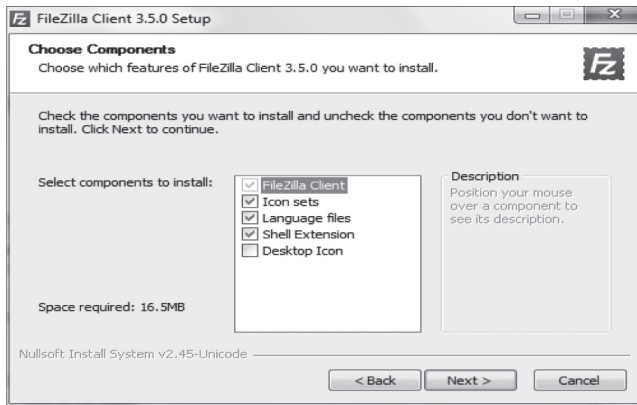 FileZilla Client 3.5.0 Setup
Choose Components
Choose which features of FileZilla Client 3.5.0 you want to install.
Fz
Check the components you want to install and uncheck the components you don't want to
install. Click Next to continue.
Select components to install:
FileZilla Client
Icon sets
Language files
Shell Extension
Desktop Icon
Description
Position your mouse
over a component to
see its description.
Space required: 16.5MB
Nullsoft Install System v2.45-Unicode
< Back
Next >
Cancel